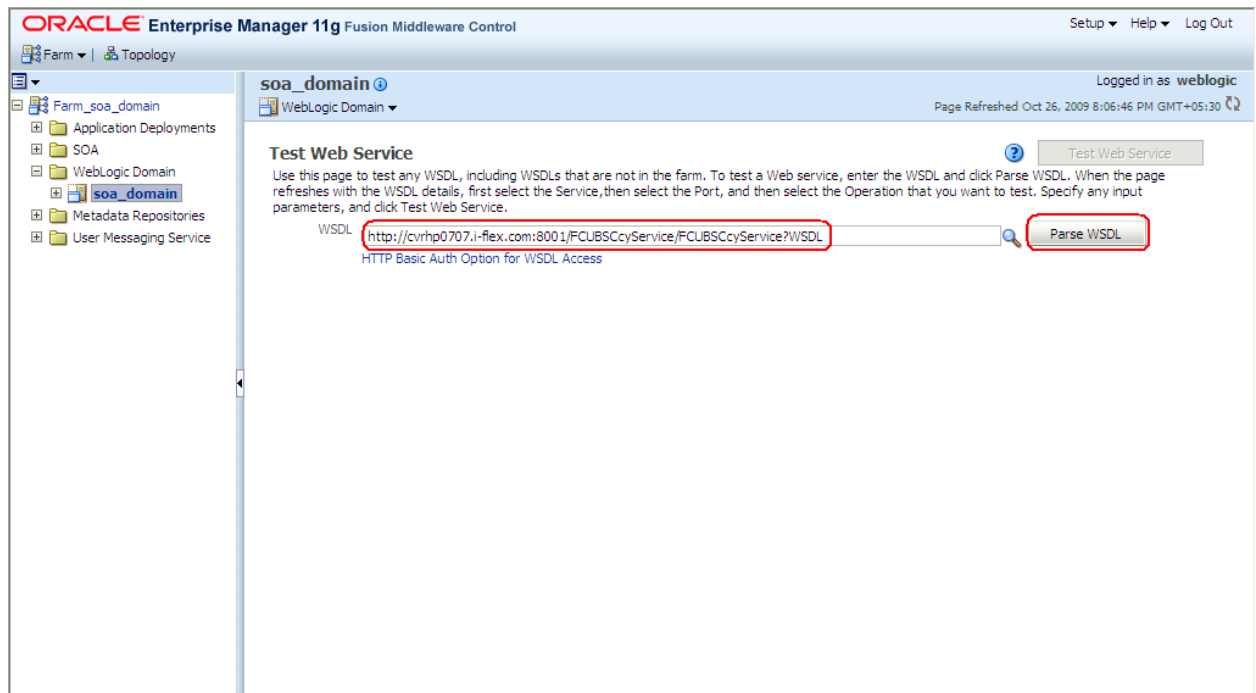 ORACLE Enterprise Manager 11g Fusion Middleware Control
Setup Help Log Out
Farm | Topology
soa_domain
Logged in as weblogic
WebLogic Domain
Page Refreshed Oct 26, 2009 8:06:46 PM GMT+05:30
Farm_soa_domain
Application Deployments
SOA
WebLogic Domain
soa_domain
Metadata Repositories
User Messaging Service
Test Web Service
Test Web Service
Use this page to test any WSDL, including WSDLs that are not in the farm. To test a Web service, enter the WSDL and click Parse WSDL. When the page
refreshes with the WSDL details, first select the Service,then select the Port, and then select the Operation that you want to test. Specify any input
parameters, and click Test Web Service.
WSDL http://cvrhp0707.i-flex.com:8001/FCUBSCcyService/FCUBSCcyService?WSDL Parse WSDL
HTTP Basic Auth Option for WSDL Access